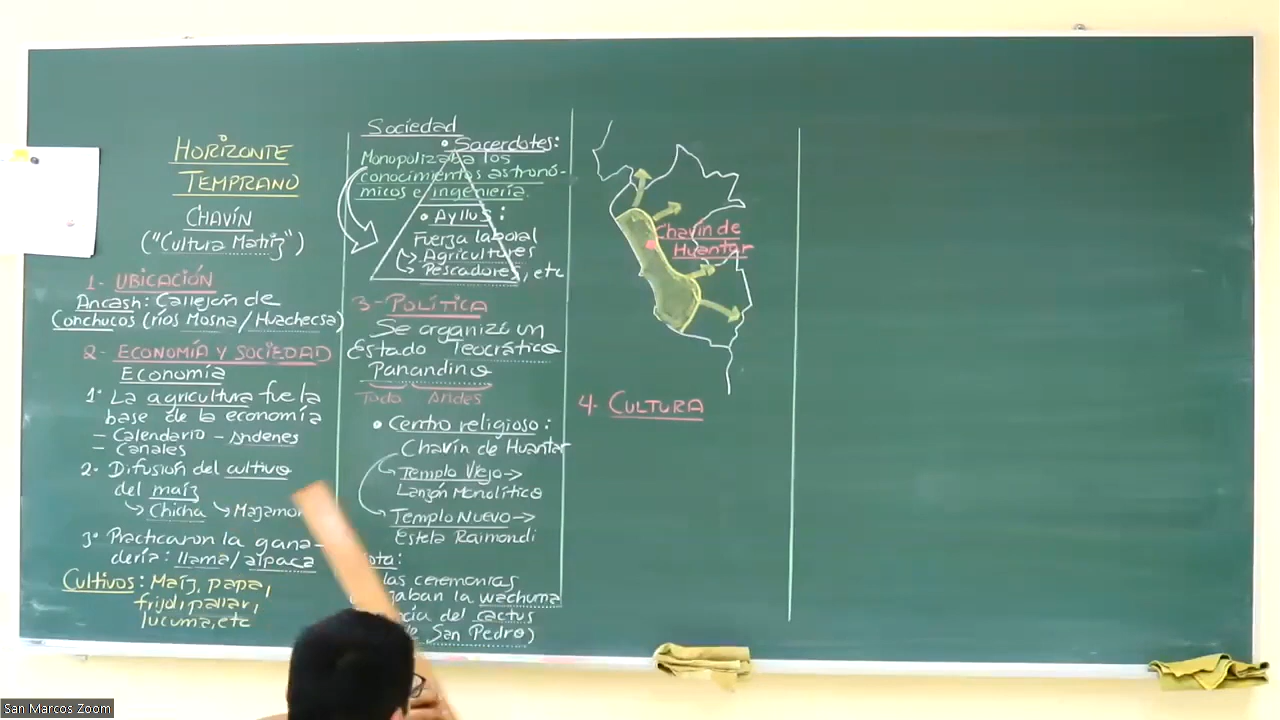 HORIZONTE
TEMPRANO
CHAVÍN
("Cultura Matriz")
1- UBICACIÓN
Ancash: Callejón de
Conchucos (ríos Mosna/Huachecsa)
2- ECONOMÍA Y SOCIEDAD
Economía
1º La agricultura fue la
base de la economía
- Calendario - Andenes
- Canales
2º Difusión del cultivo
del maíz
Chicha
3º Practicaron la gana-
dería: llama/alpaca
Cultivos: Maíz, papa,
frijol, pallar,
lucuma, etc
Sociedad
• Sacerdotes:
Monopolizaba los
conocimientos astronó-
micos e ingeniería.
• Ayllus:
Fuerza laboral
Agricultores
Pescadores, etc
3- POLÍTICA
Se organizó un
Estado Teocrático
Panandino
Todo Andes
• Centro religioso:
Chavín de Huantar
Templo Viejo →
Lanzón Monolítico
Templo Nuevo →
Estela Raimondi
las ceremonias
la wachuma
del cactus
San Pedro)
Chavín de
Huantar
4- CULTURA
San Marcos Zoom